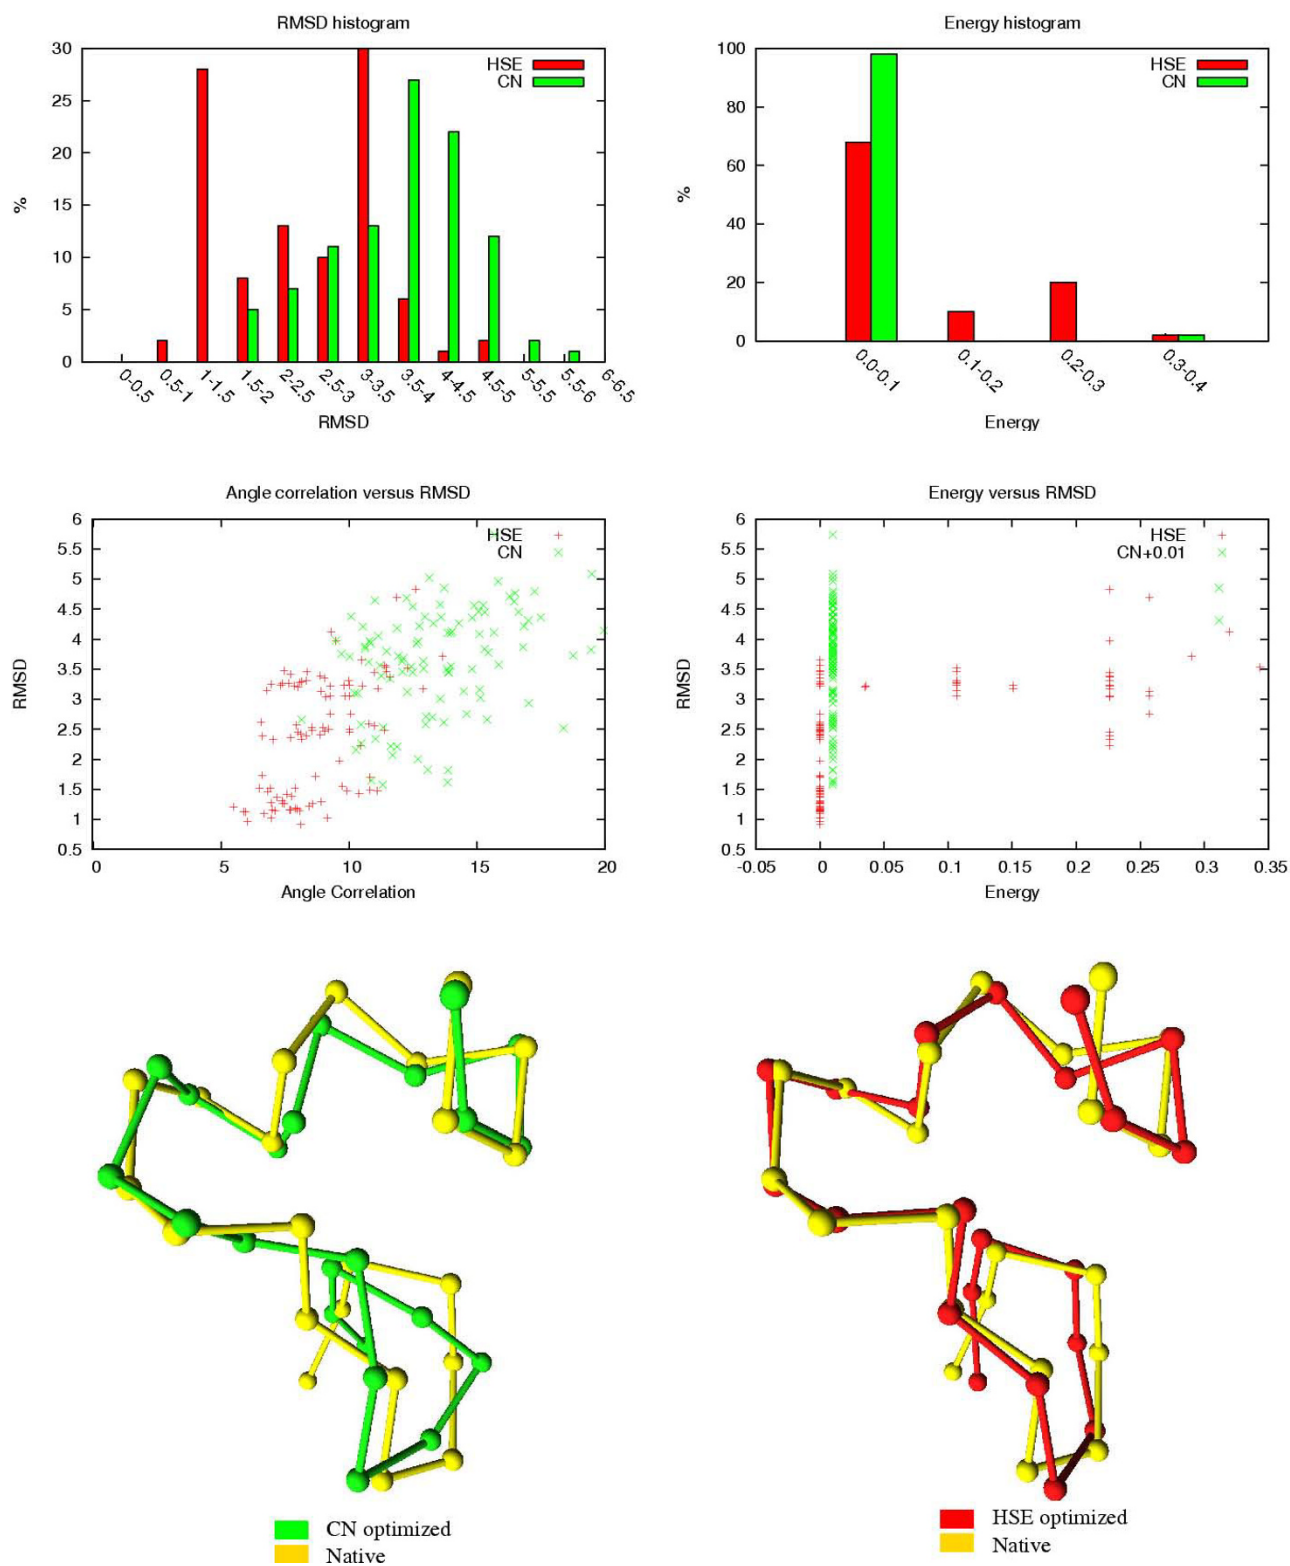 RMSD histogram
30
25
20
15
10
5
0
%
HSE
CN
0-0.5
0.5-1
1-1.5
1.5-2
2-2.5
2.5-3
3-3.5
3.5-4
4-4.5
4.5-5
5-5.5
5.5-6
6-6.5
RMSD
Energy histogram
100
80
60
40
20
0
%
HSE
CN
0.0-0.1
0.1-0.2
0.2-0.3
0.3-0.4
Energy
Angle correlation versus RMSD
6
5.5
5
4.5
4
3.5
3
2.5
2
1.5
1
0.5
RMSD
HSE
CN
0 5 10 15 20
Angle Correlation
Energy versus RMSD
6
5.5
5
4.5
4
3.5
3
2.5
2
1.5
1
0.5
RMSD
HSE
CN+0.01
-0.05 0 0.05 0.1 0.15 0.2 0.25 0.3 0.35
Energy
CN optimized
Native
HSE optimized
Native